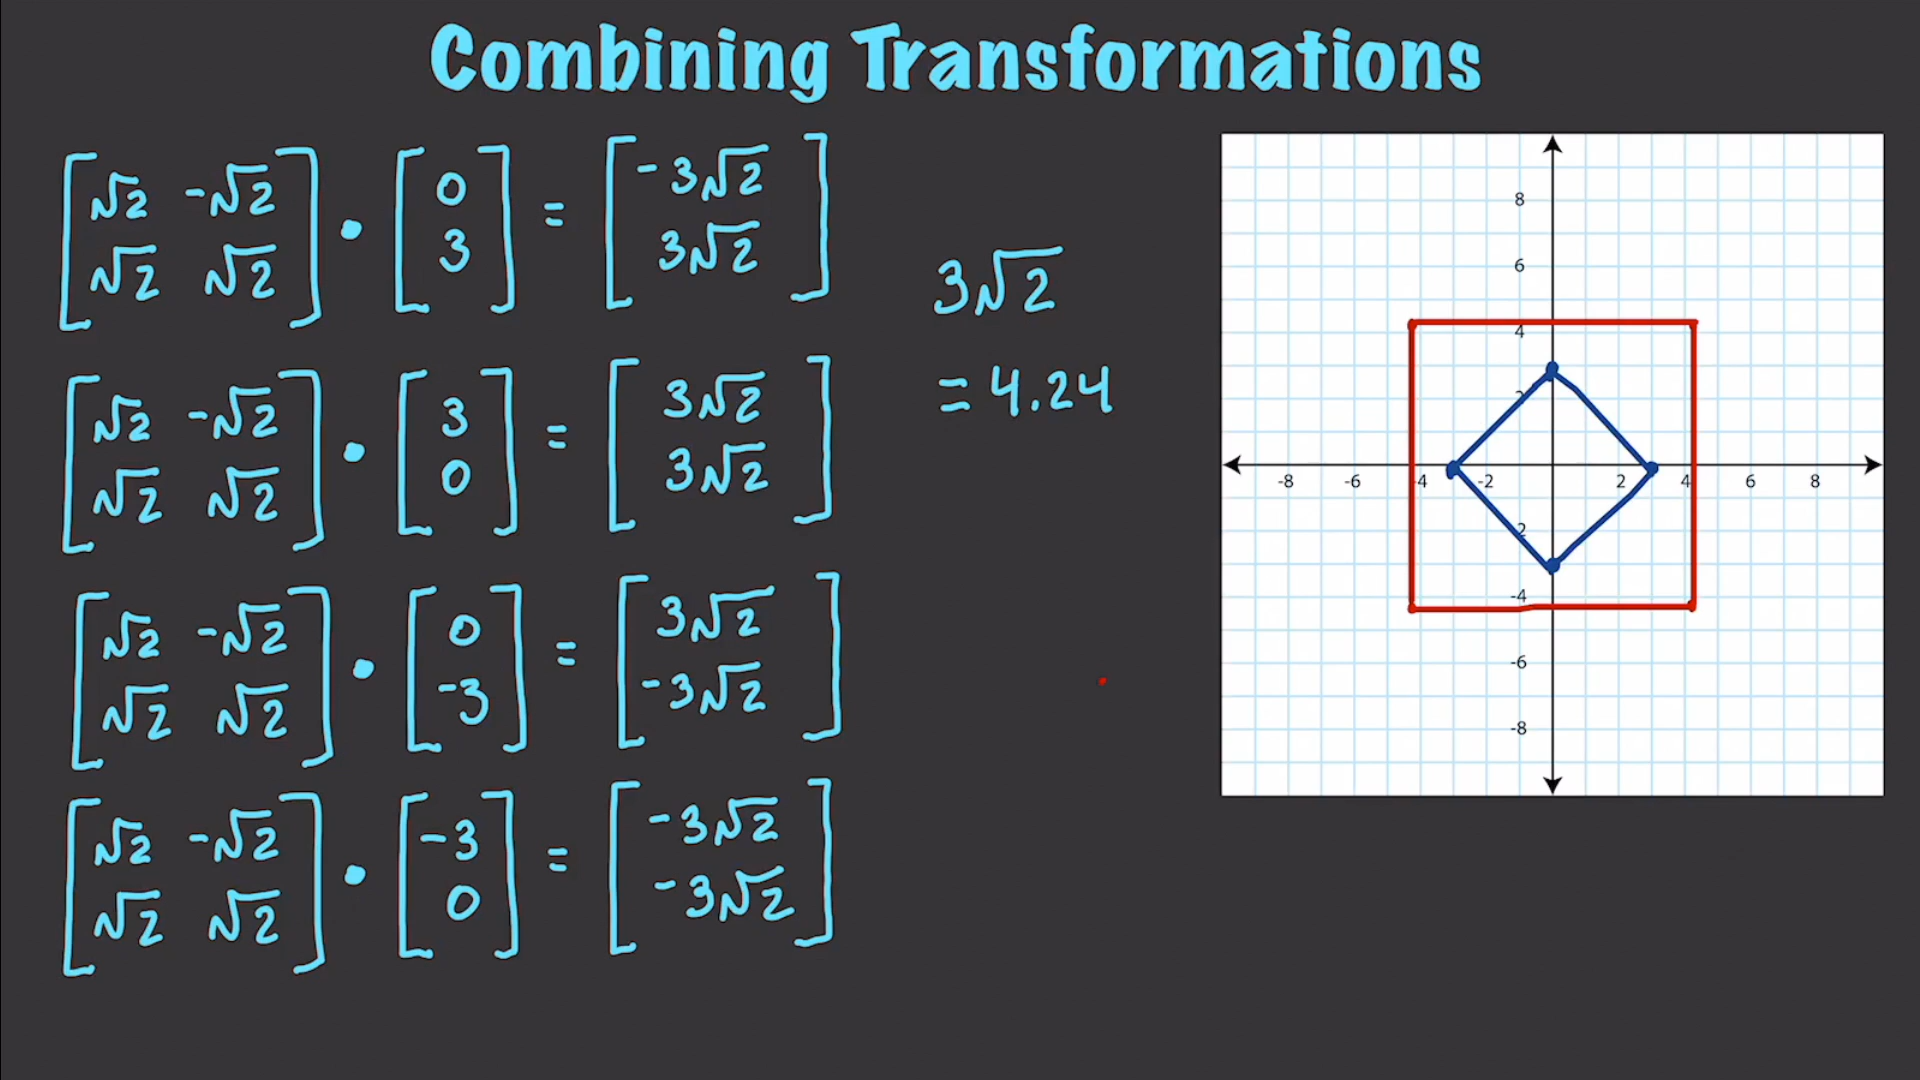 Combining Transformations
[√2 -√2; √2 √2] • [0; 3] = [-3√2; 3√2]
[√2 -√2; √2 √2] • [3; 0] = [3√2; 3√2]
[√2 -√2; √2 √2] • [0; -3] = [3√2; -3√2]
[√2 -√2; √2 √2] • [-3; 0] = [-3√2; -3√2]
3√2
= 4.24
8
6
4
2
-8 -6 -4 -2 2 4 6 8
2
-4
-6
-8